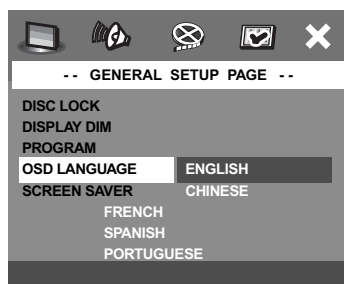 -- GENERAL SETUP PAGE --
DISC LOCK
DISPLAY DIM
PROGRAM
OSD LANGUAGE ENGLISH
SCREEN SAVER CHINESE
FRENCH
SPANISH
PORTUGUESE